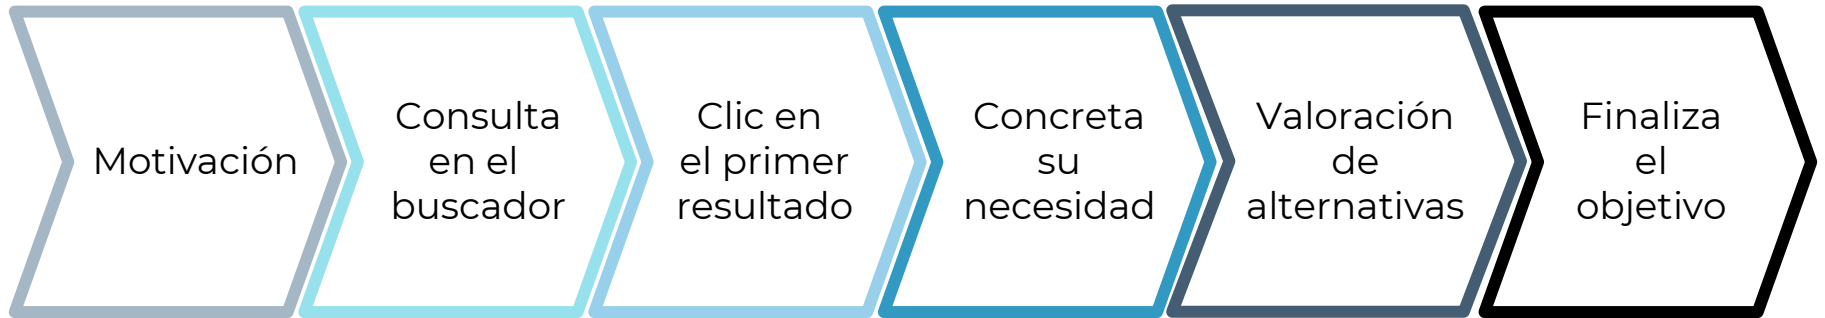 Motivación
Consulta
en el
buscador
Clic en
el primer
resultado
Concreta
su
necesidad
Valoración
de
alternativas
Finaliza
el
objetivo